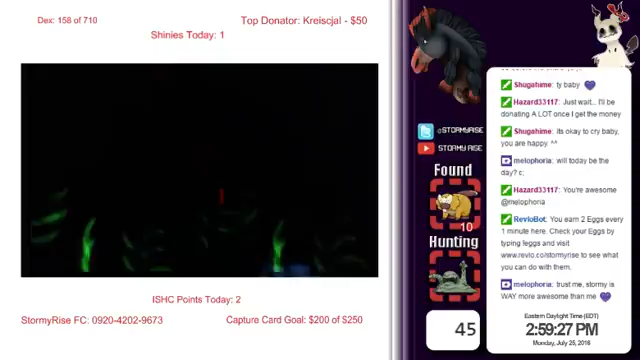 Dex: 158 of 710
Top Donator: Kreiscjal - $50
Shinies Today: 1
ISHC Points Today: 2
StormyRise FC: 0920-4202-9673
Capture Card Goal: $200 of $250
@STORMYRISE
STORMY RISE
Found
10
Hunting
45
Shugahime: ty baby
Hazard33117: Just wait... I'll be
donating A LOT once I get the money
Shugahime: its okay to cry baby,
you are happy. ^^
melophoria: will today be the
day? c:
Hazard33117: You're awesome
@melophoria
RevloBot: You earn 2 Eggs every
1 minute here. Check your Eggs by
typing !eggs and visit
www.revlo.co/stormyrise to see what
you can do with them.
melophoria: trust me, stormy is
WAY more awesome than me
Eastern Daylight Time (EDT)
2:59:27 PM
Monday, July 25, 2016